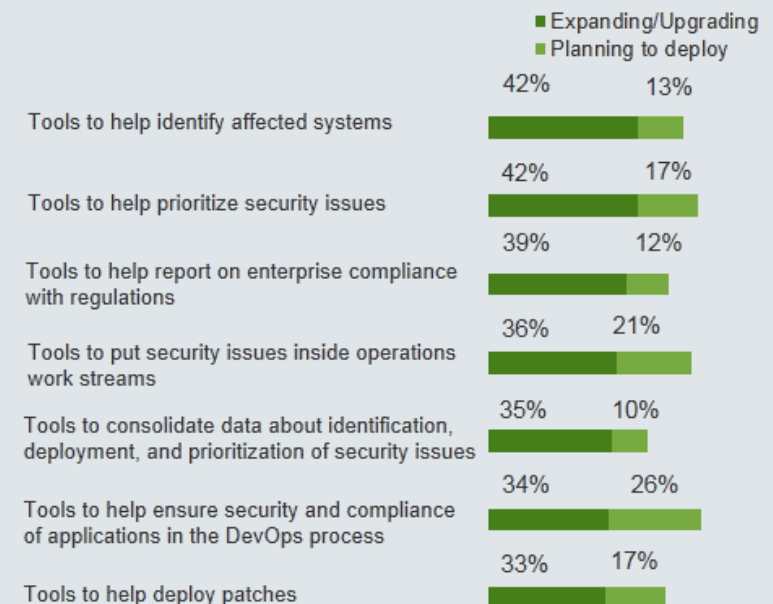 Expanding/Upgrading
Planning to deploy
42% 13%
Tools to help identify affected systems
42% 17%
Tools to help prioritize security issues
39% 12%
Tools to help report on enterprise compliance
with regulations
36% 21%
Tools to put security issues inside operations
work streams
35% 10%
Tools to consolidate data about identification,
deployment, and prioritization of security issues
34% 26%
Tools to help ensure security and compliance
of applications in the DevOps process
33% 17%
Tools to help deploy patches